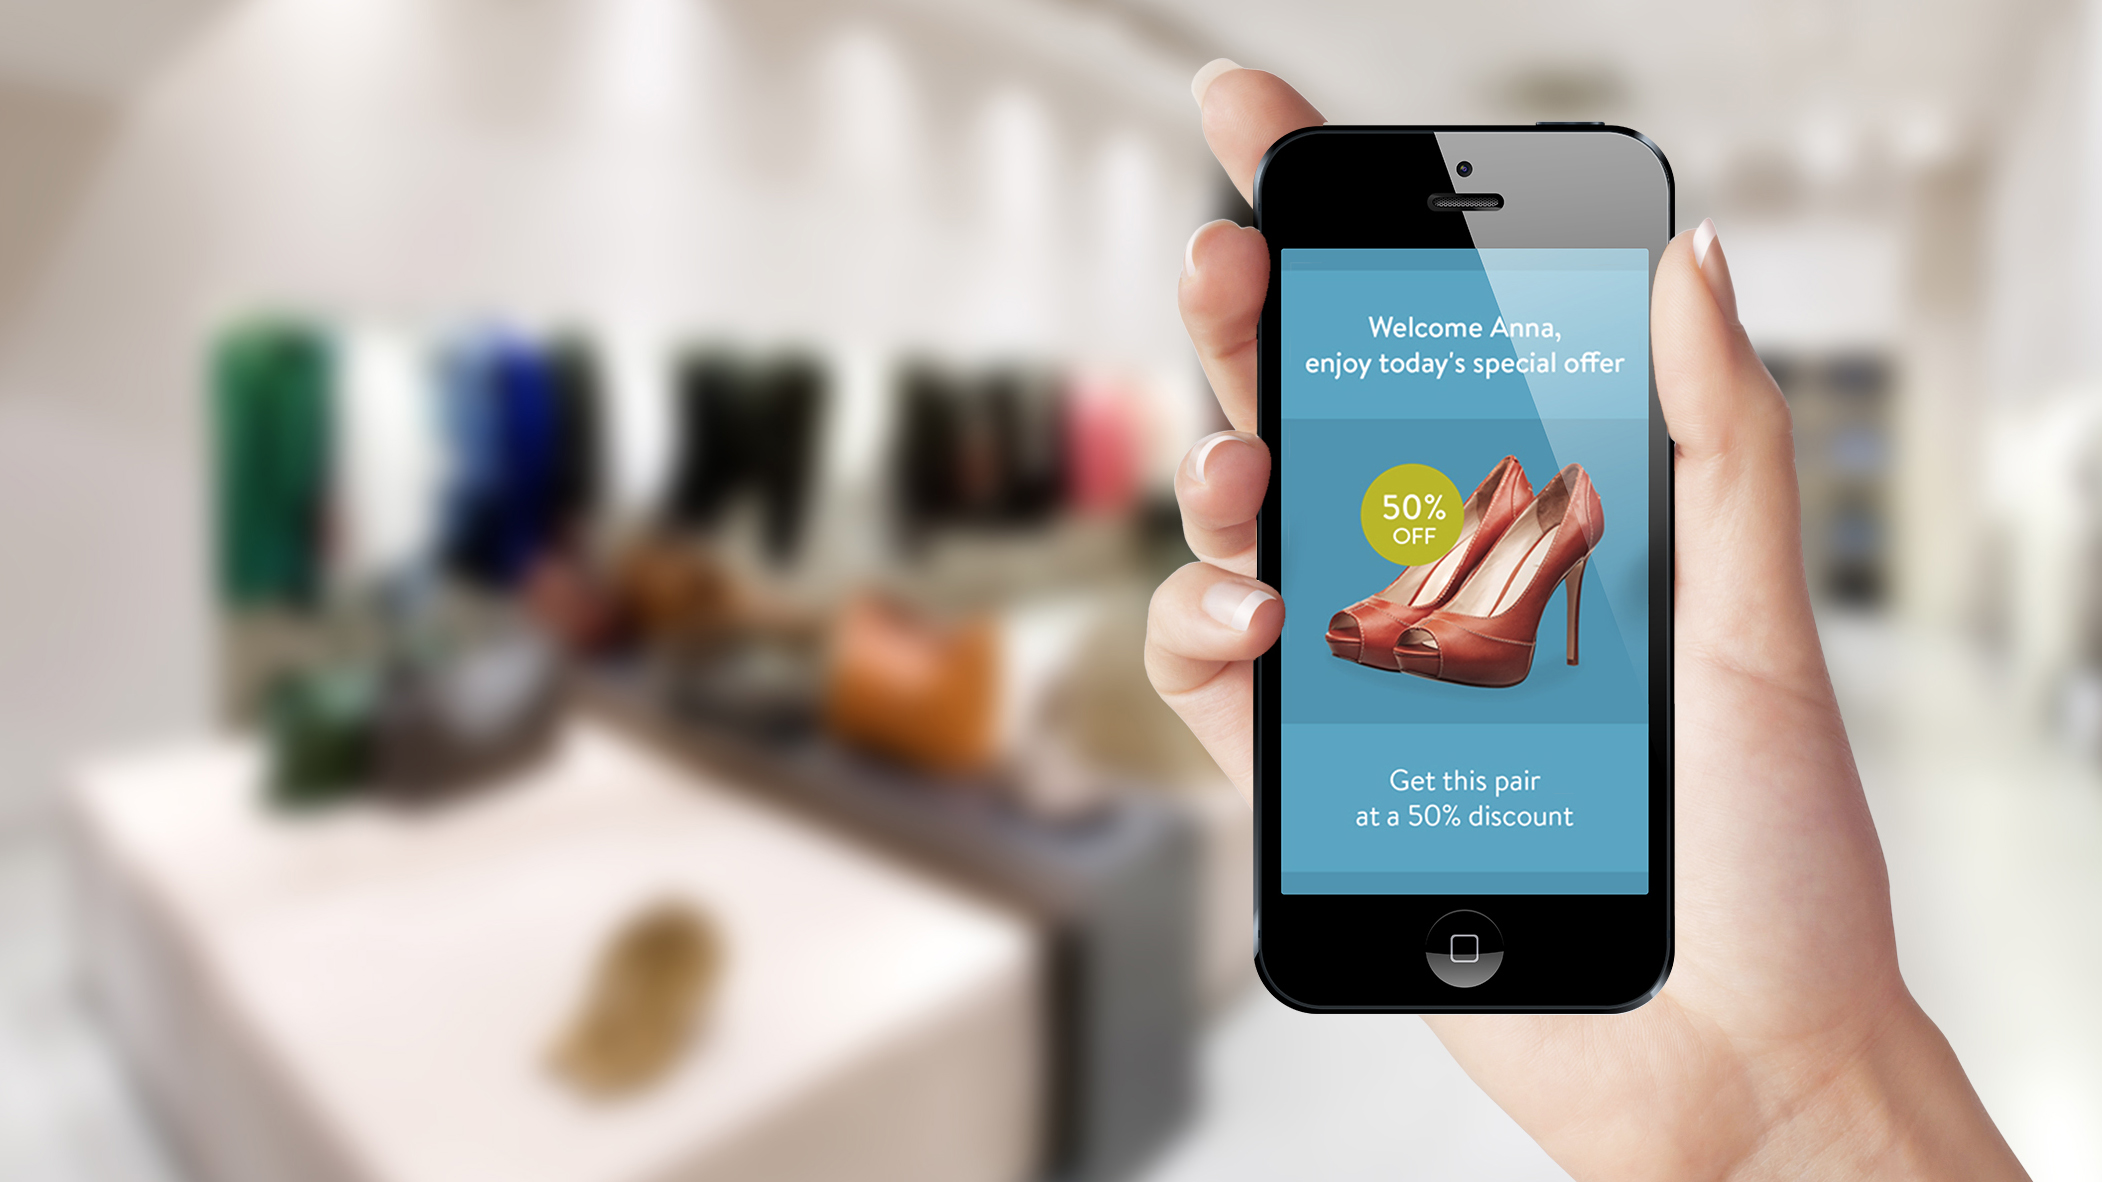 Welcome Anna,
enjoy today's special offer
50%
OFF
Get this pair
at a 50% discount